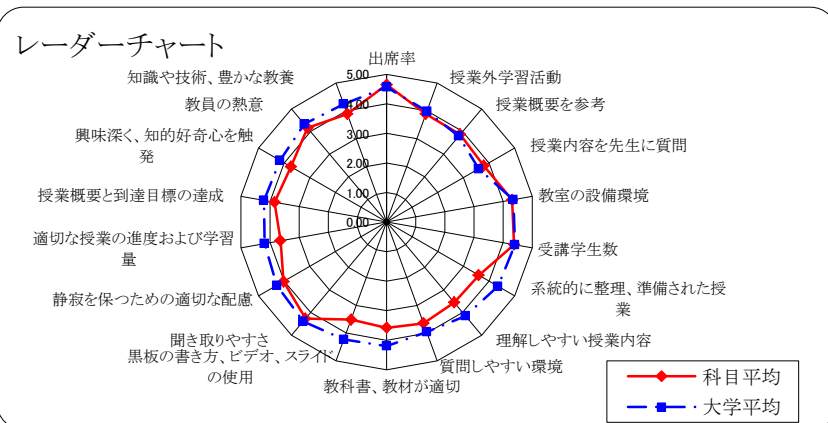 レーダーチャート
出席率
授業外学習活動
授業概要を参考
授業内容を先生に質問
教室の設備環境
受講学生数
系統的に整理、準備された授
業
理解しやすい授業内容
質問しやすい環境
教科書、教材が適切
黒板の書き方、ビデオ、スライド
の使用
聞き取りやすさ
静寂を保つための適切な配慮
適切な授業の進度および学習
量
授業概要と到達目標の達成
興味深く、知的好奇心を触
発
教員の熱意
知識や技術、豊かな教養
5.00
4.00
3.00
2.00
1.00
0.00
科目平均
大学平均